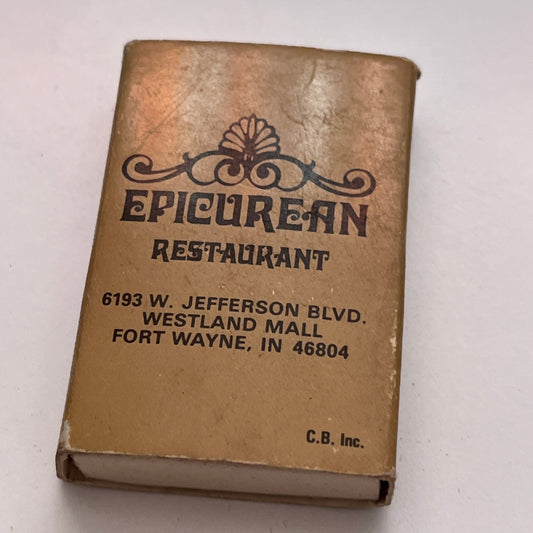 EPICUREAN
RESTAURANT
6193 W. JEFFERSON BLVD.
WESTLAND MALL
FORT WAYNE, IN 46804
C.B. Inc.